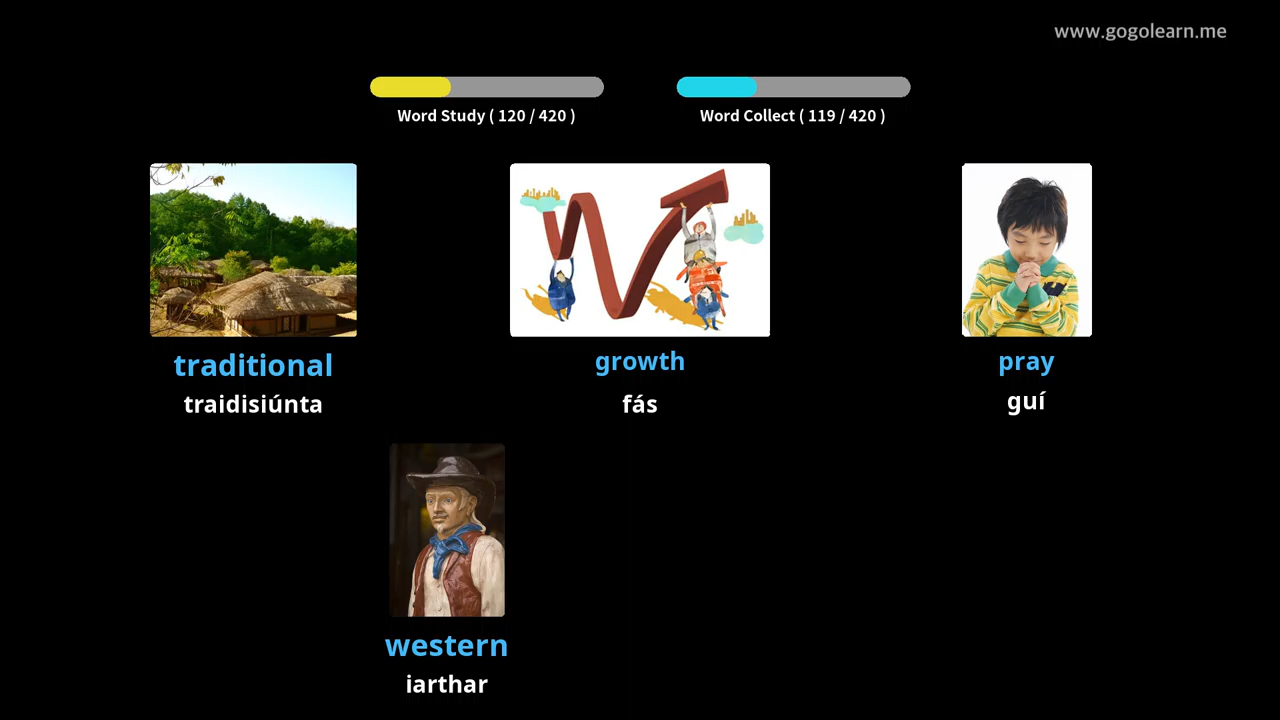 www.gogolearn.me
Word Study ( 120 / 420 )
Word Collect ( 119 / 420 )
traditional
traidisiúnta
growth
fás
pray
guí
western
iarthar